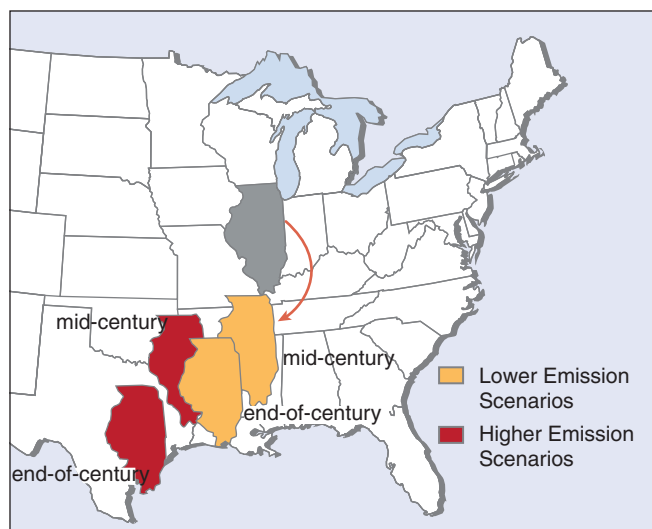 mid-century
mid-century
end-of-century
end-of-century
Lower Emission
Scenarios
Higher Emission
Scenarios